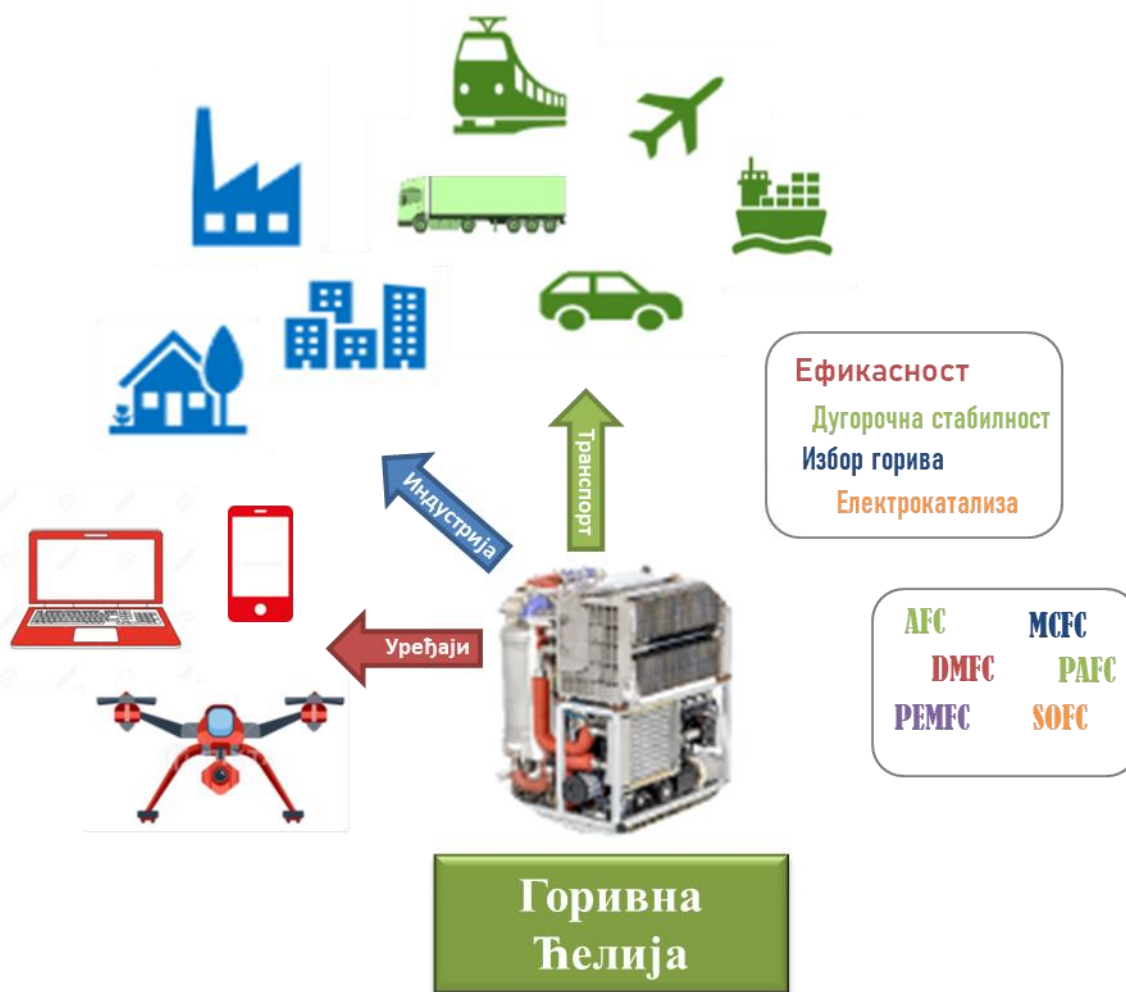 Транспорт
Индустрија
Уређаји
Ефикасност
Дугорочна стабилност
Избор горива
Електрокатализа
AFC MCFC
DMFC PAFC
PEMFC SOFC
Горивна
Ћелија